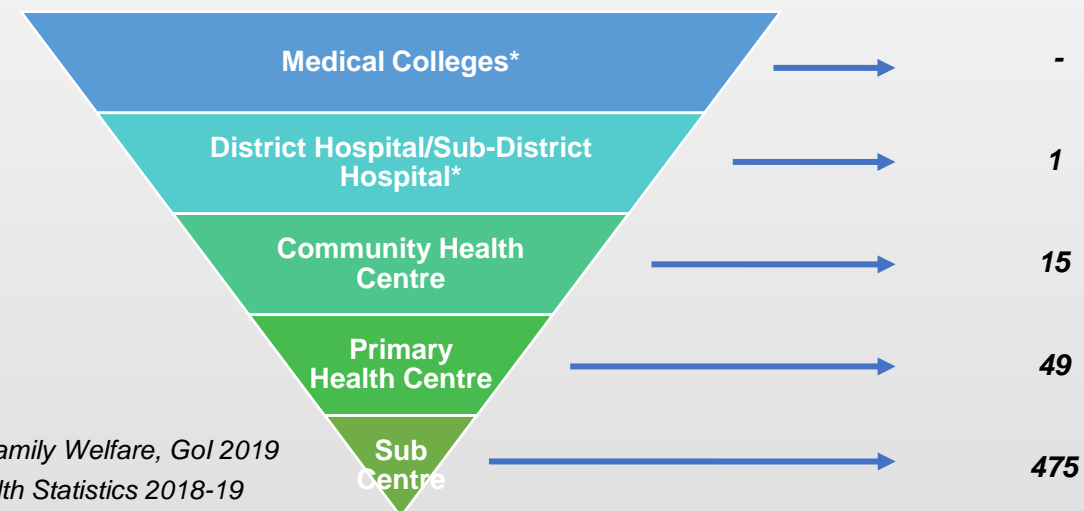 Medical Colleges*
-
District Hospital/Sub-District
Hospital*
1
Community Health
Centre
15
Primary
Health Centre
49
Sub
Centre
475
amily Welfare, GoI 2019
lth Statistics 2018-19